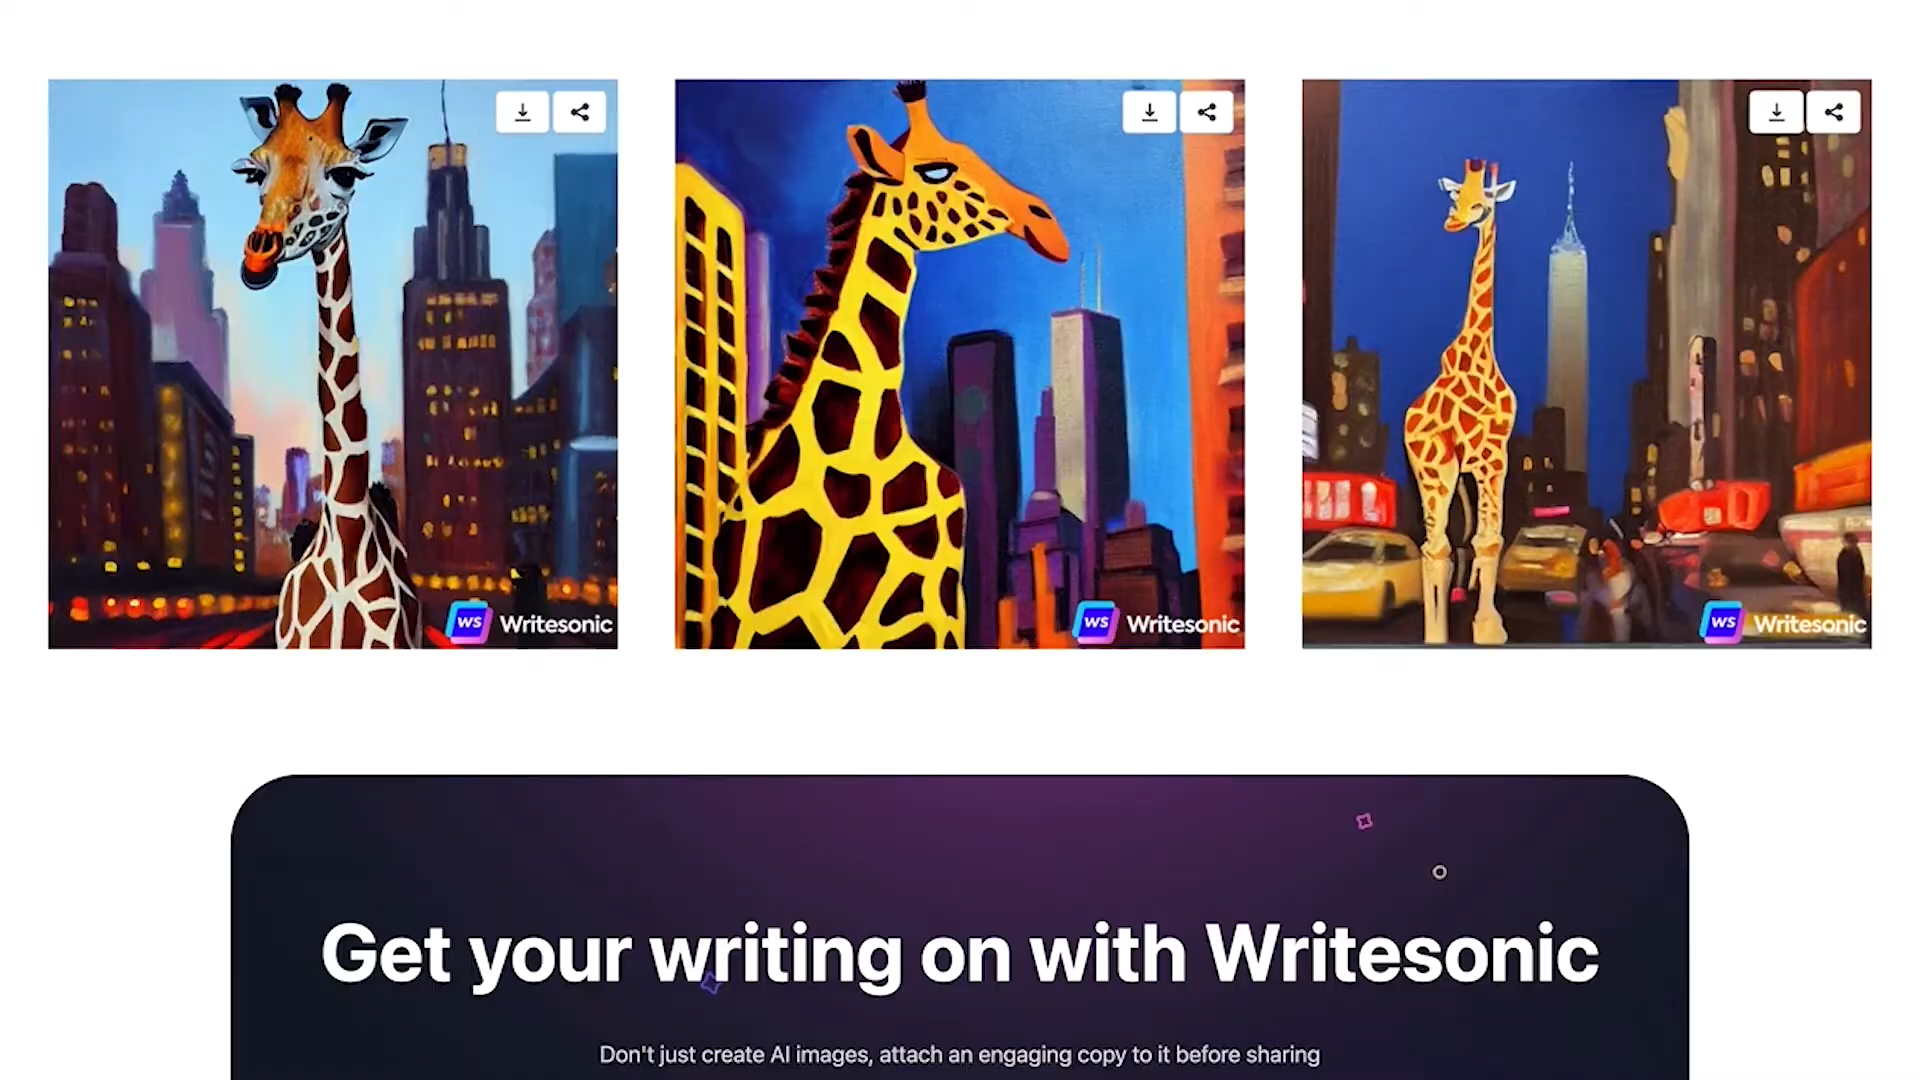 WS Writesonic
WS Writesonic
WS Writesonic
Get your writing on with Writesonic
Don't just create AI images, attach an engaging copy to it before sharing